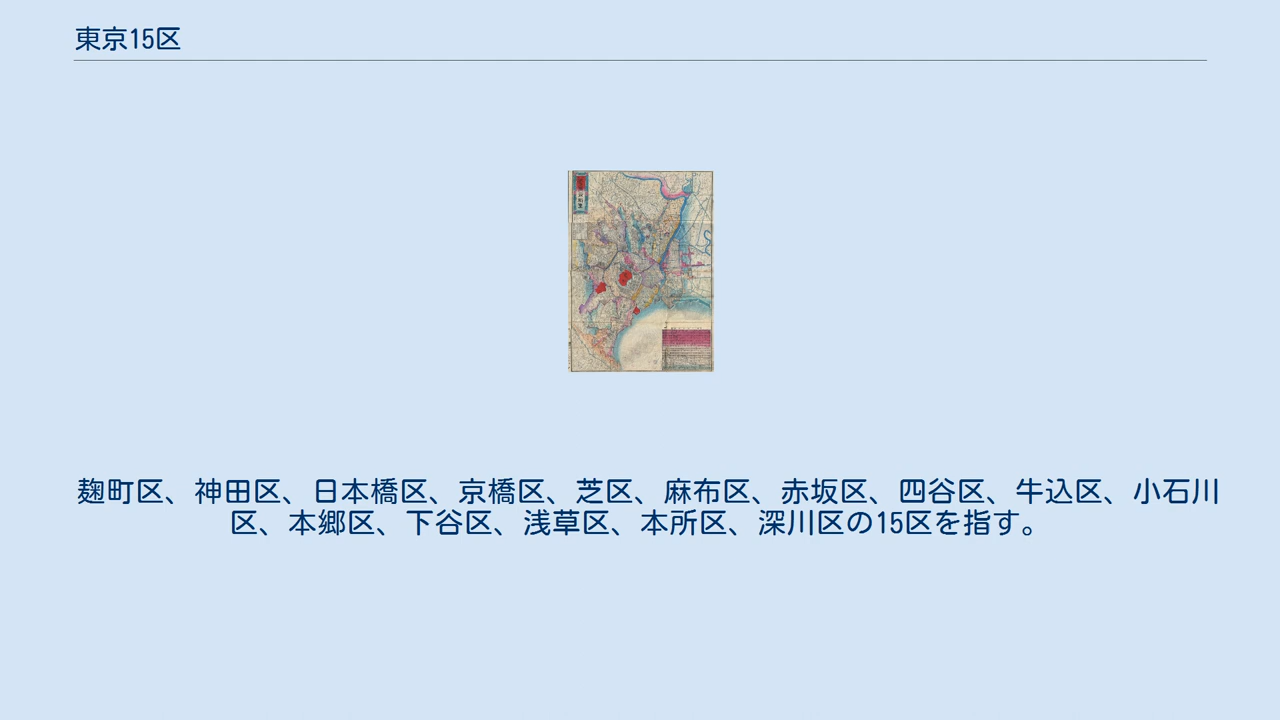 東京15区
麹町区、神田区、日本橋区、京橋区、芝区、麻布区、赤坂区、四谷区、牛込区、小石川
区、本郷区、下谷区、浅草区、本所区、深川区の15区を指す。